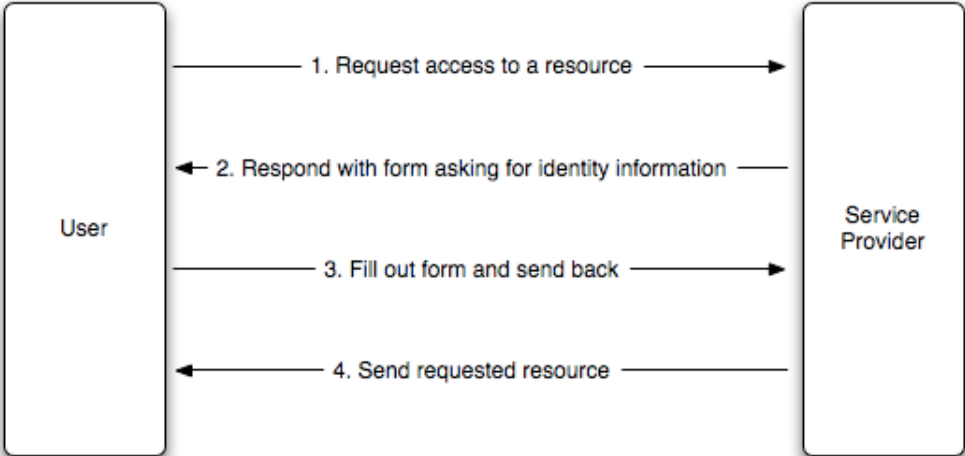 1. Request access to a resource
2. Respond with form asking for identity information
User
Service
Provider
3. Fill out form and send back
4. Send requested resource